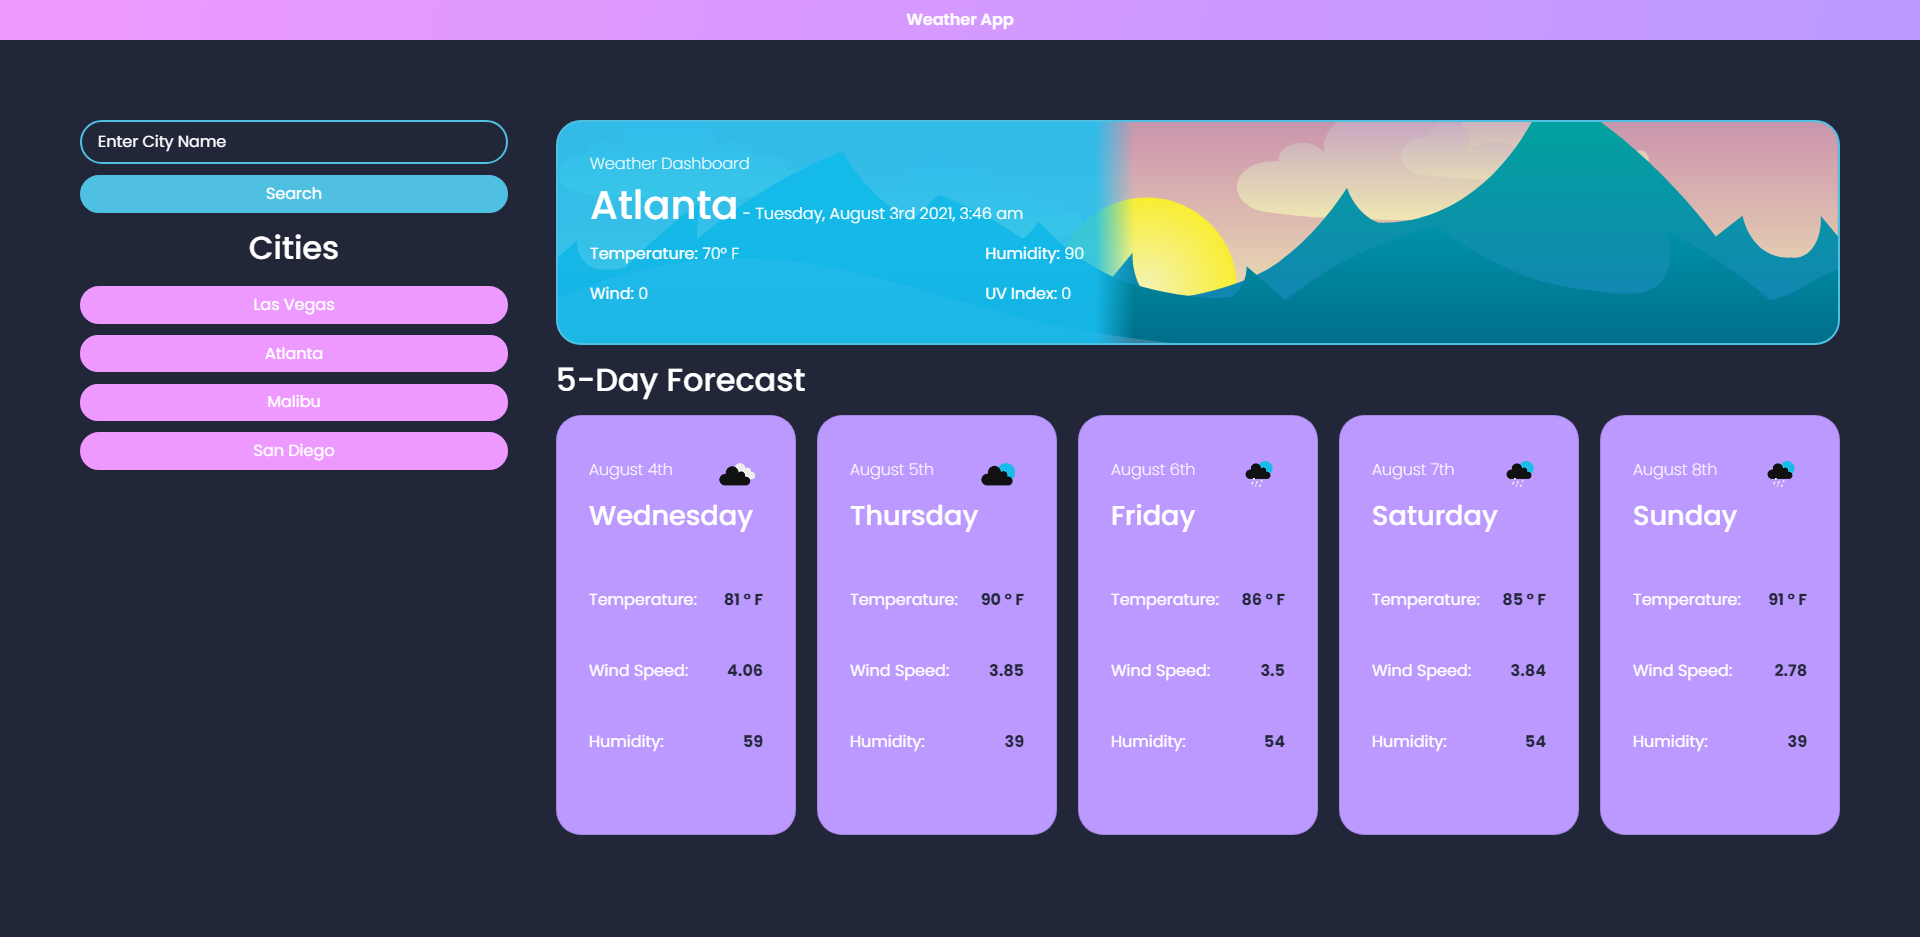 Weather App
Enter City Name
Search
Cities
Las Vegas
Atlanta
Malibu
San Diego
Weather Dashboard
Atlanta - Tuesday, August 3rd 2021, 3:46 am
Temperature: 70° F Humidity: 90
Wind: 0 UV Index: 0
5-Day Forecast
August 4th
Wednesday
Temperature: 81 ° F
Wind Speed: 4.06
Humidity: 59
August 5th
Thursday
Temperature: 90 ° F
Wind Speed: 3.85
Humidity: 39
August 6th
Friday
Temperature: 86 ° F
Wind Speed: 3.5
Humidity: 54
August 7th
Saturday
Temperature: 85 ° F
Wind Speed: 3.84
Humidity: 54
August 8th
Sunday
Temperature: 91 ° F
Wind Speed: 2.78
Humidity: 39